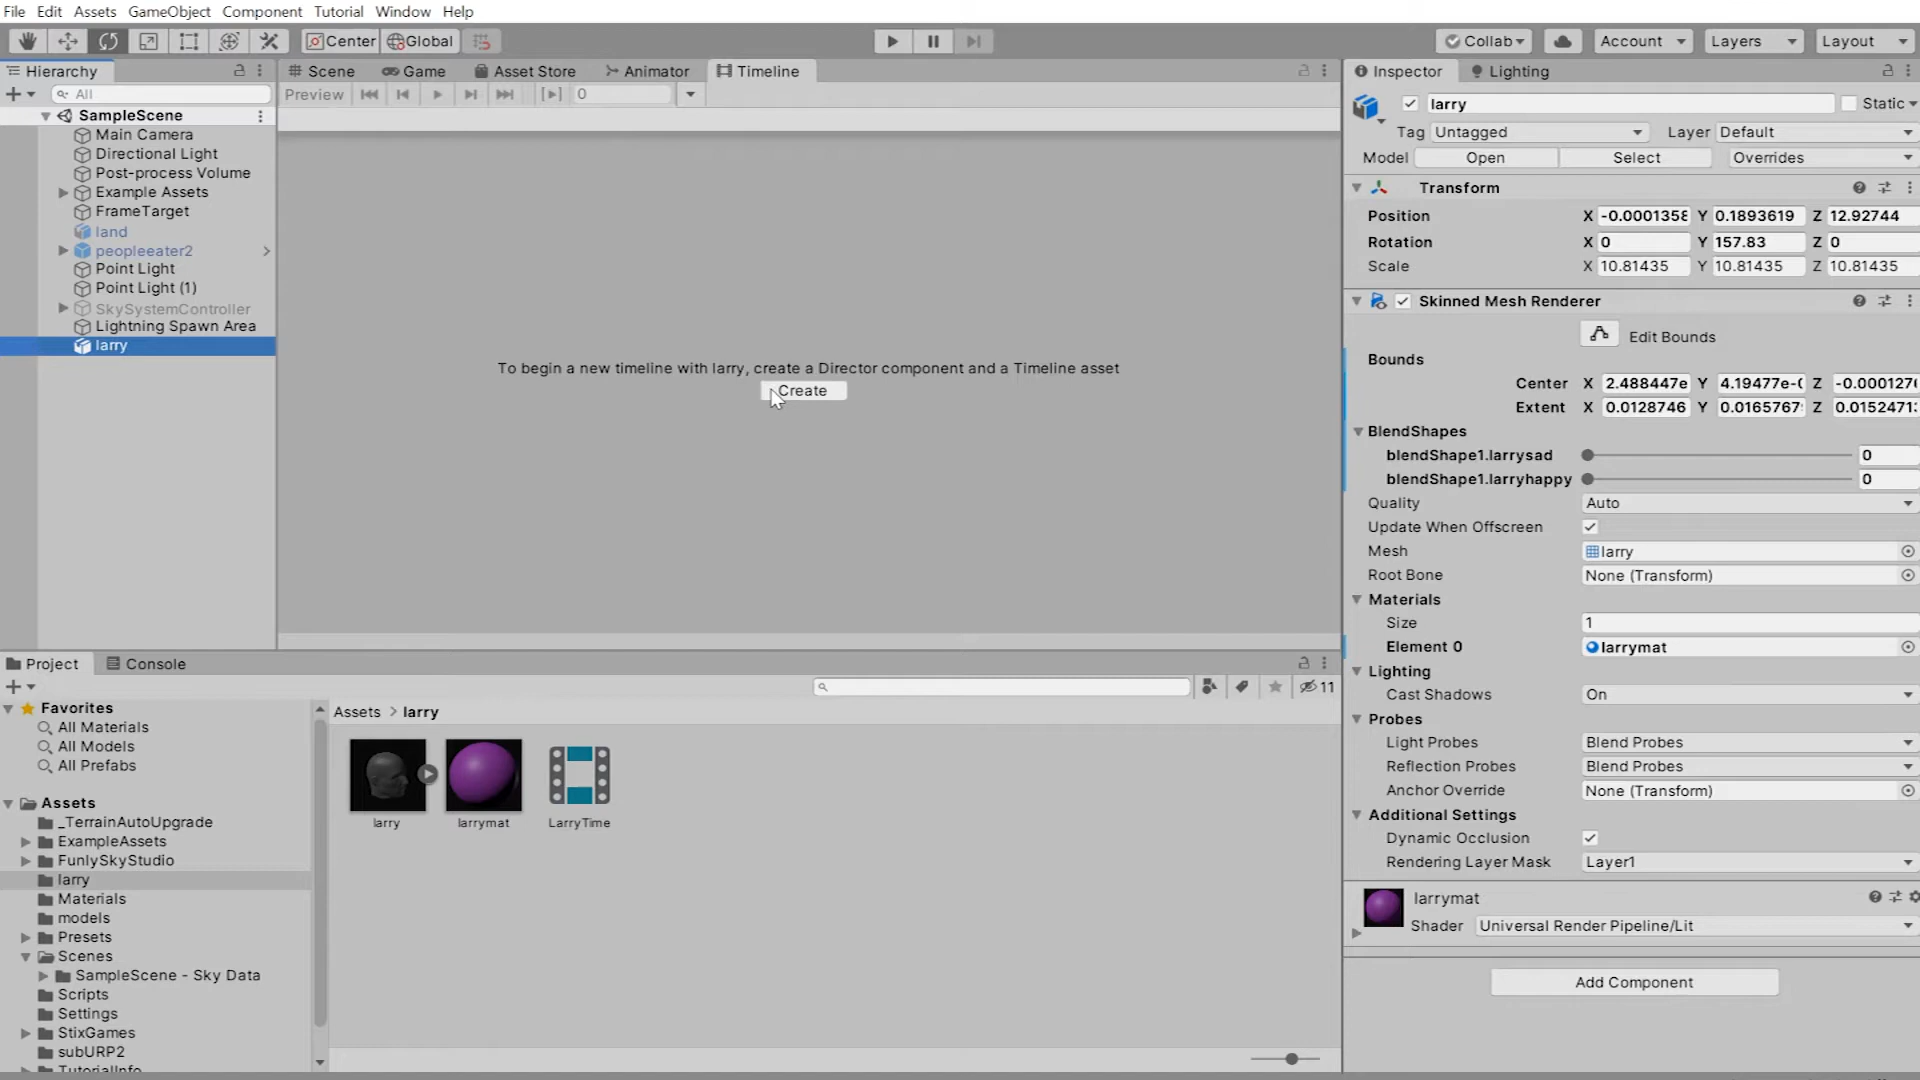 File Edit Assets GameObject Component Tutorial Window Help
Center Global Collab Account Layers Layout
Hierarchy
All
SampleScene
Main Camera
Directional Light
Post-process Volume
Example Assets
FrameTarget
land
peopleeater2
Point Light
Point Light (1)
SkySystemController
Lightning Spawn Area
larry
Scene Game Asset Store Animator Timeline
Preview 0
To begin a new timeline with larry, create a Director component and a Timeline asset
Create
Inspector Lighting
larry Static
Tag Untagged Layer Default
Model Open Select Overrides
Transform
Position X -0.0001358 Y 0.1893619 Z 12.92744
Rotation X 0 Y 157.83 Z 0
Scale X 10.81435 Y 10.81435 Z 10.81435
Skinned Mesh Renderer
Edit Bounds
Bounds
Center X 2.488447e Y 4.19477e-( Z -0.000127(
Extent X 0.0128746 Y 0.0165767 Z 0.0152471
BlendShapes
blendShape1.larrysad 0
blendShape1.larryhappy 0
Quality Auto
Update When Offscreen
Mesh larry
Root Bone None (Transform)
Materials
Size 1
Element 0 larrymat
Lighting
Cast Shadows On
Probes
Light Probes Blend Probes
Reflection Probes Blend Probes
Anchor Override None (Transform)
Additional Settings
Dynamic Occlusion
Rendering Layer Mask Layer1
larrymat
Shader Universal Render Pipeline/Lit
Add Component
Project Console
11
Favorites
All Materials
All Models
All Prefabs
Assets
_TerrainAutoUpgrade
ExampleAssets
FunlySkyStudio
larry
Materials
models
Presets
Scenes
SampleScene - Sky Data
Scripts
Settings
StixGames
subURP2
TutorialInfo
Assets > larry
larry larrymat LarryTime